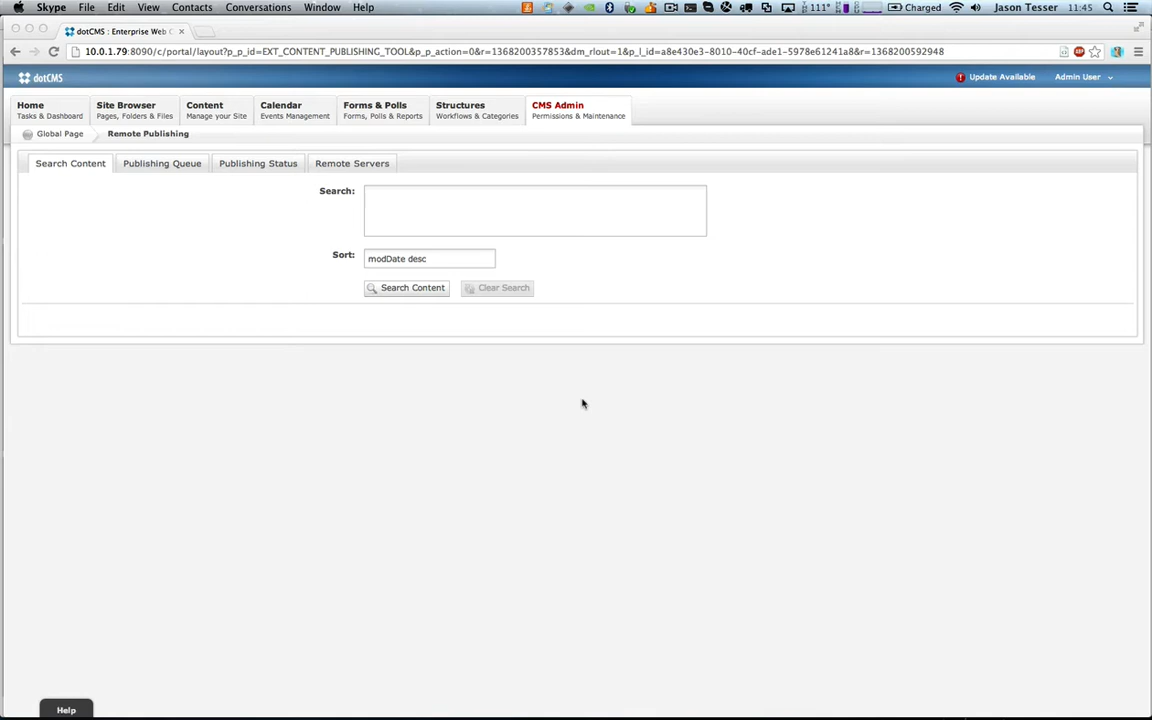 Skype File Edit View Contacts Conversations Window Help 111° Charged Jason Tesser 11:45
dotCMS : Enterprise Web C
10.0.1.79:8090/c/portal/layout?p_p_id=EXT_CONTENT_PUBLISHING_TOOL&p_p_action=0&r=1368200357853&dm_rlout=1&p_l_id=a8e430e3-8010-40cf-ade1-5978e61241a8&r=1368200592948
dotCMS Update Available Admin User
Home Site Browser Content Calendar Forms & Polls Structures CMS Admin
Tasks & Dashboard Pages, Folders & Files Manage your Site Events Management Forms, Polls & Reports Workflows & Categories Permissions & Maintenance
Global Page Remote Publishing
Search Content Publishing Queue Publishing Status Remote Servers
Search:
Sort: modDate desc
Search Content Clear Search
Help